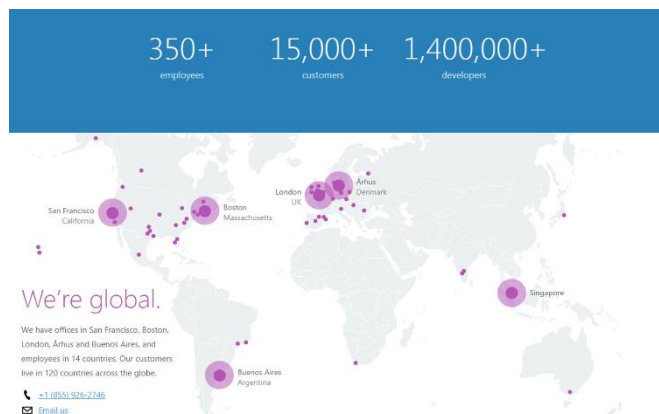 350+
employees
15,000+
customers
1,400,000+
developers
San Francisco
California
Boston
Massachusetts
London
UK
Århus
Denmark
Singapore
Buenos Aires
Argentina
We're global.
We have offices in San Francisco, Boston,
London, Århus and Buenos Aires, and
employees in 14 countries. Our customers
live in 120 countries across the globe.
+1 (855) 926-2746
Email us